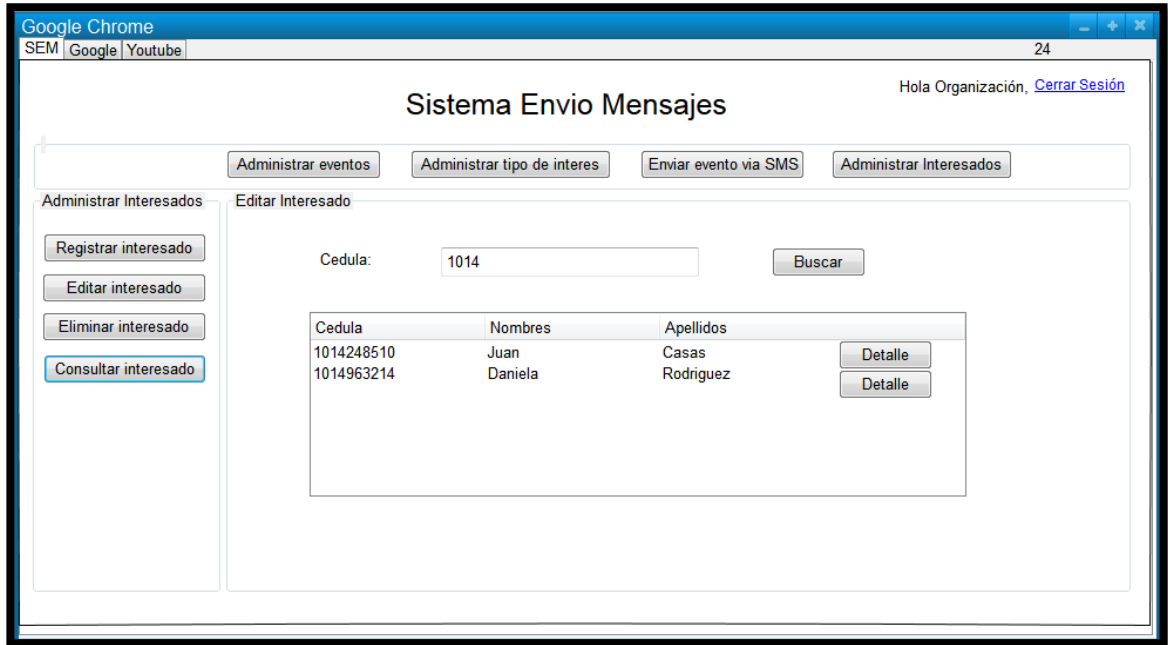 Google Chrome
SEM Google Youtube 24
Hola Organización, Cerrar Sesión
Sistema Envio Mensajes
Administrar eventos Administrar tipo de interes Enviar evento via SMS Administrar Interesados
Administrar Interesados Editar Interesado
Registrar interesado
Cedula: 1014 Buscar
Editar interesado
Eliminar interesado
Consultar interesado
Cedula Nombres Apellidos
1014248510 Juan Casas Detalle
1014963214 Daniela Rodriguez Detalle